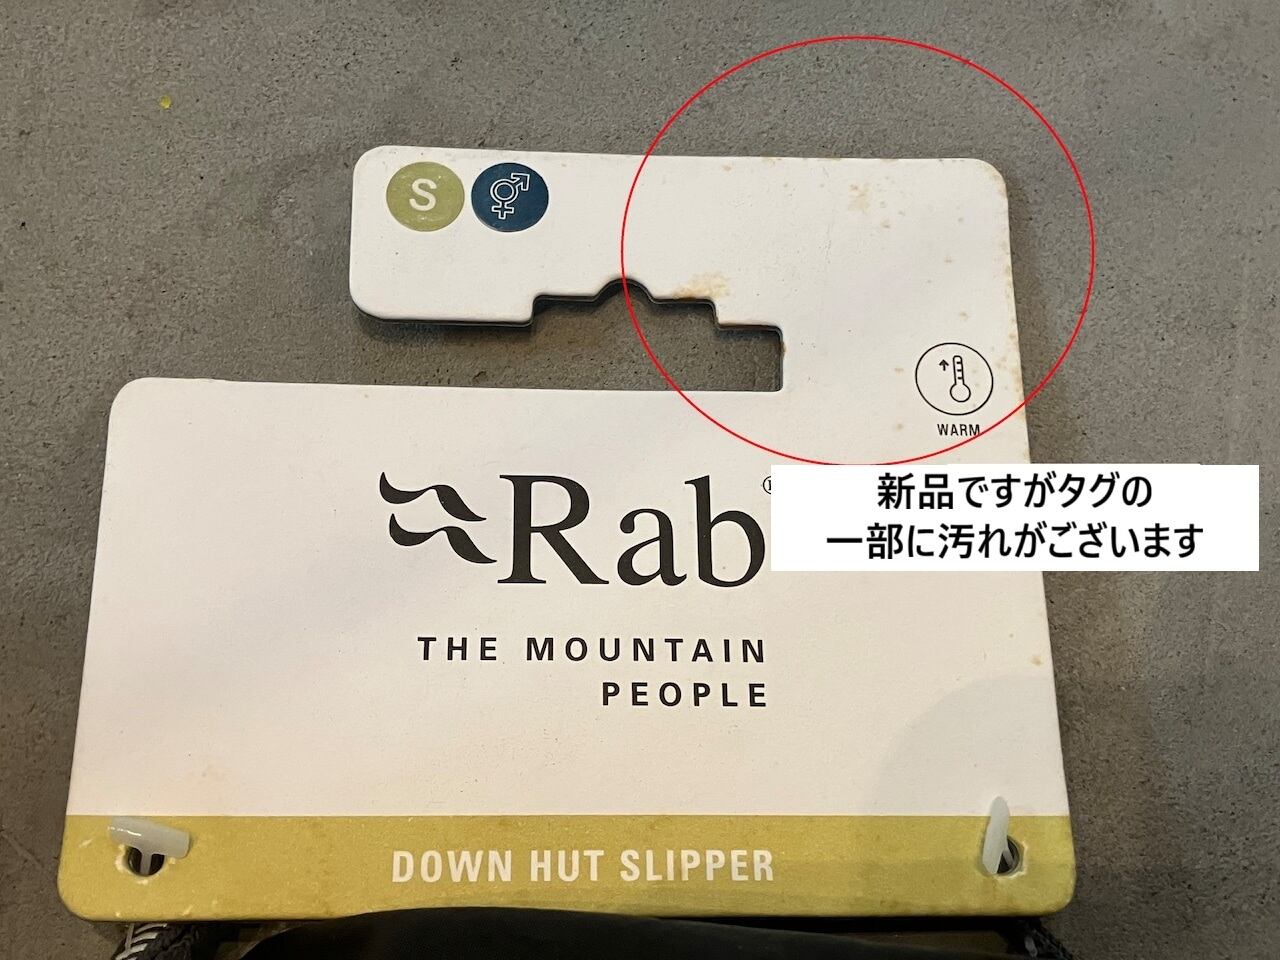 S
WARM
Rab
新品ですがタグの
一部に汚れがございます
THE MOUNTAIN
PEOPLE
DOWN HUT SLIPPER